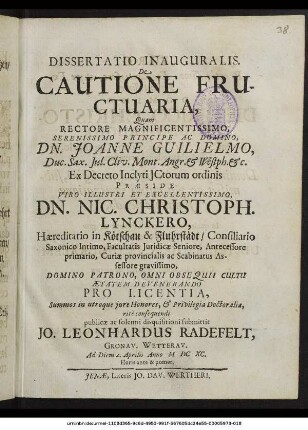 38
DISSERTATIO INAUGURALIS.
De
CAUTIONE FRU-
CTUARIA,
Quam
RECTORE MAGNIFICENTISSIMO,
SERENISSIMO PRINCIPE AC DOMINO,
DN. JOANNE GUILIELMO,
Duc. Sax. Jul. Cliv. Mont. Angr. & Westph. &c.
Ex Decreto Inclyti JCtorum ordinis
PRÆSIDE
VIRO ILLUSTRI ET EXCELLENTISSIMO,
DN. NIC. CHRISTOPH.
LYNCKERO,
Hæreditario in Kötschau & Fluhrstädt / Consiliario
Saxonico Intimo, Facultatis Juridicæ Seniore, Antecessore
primario, Curiæ provincialis ac Scabinatus As-
sessore gravissimo,
DOMINO PATRONO, OMNI OBSEQUII CULTU
ÆTATEM DEVENERANDO
PRO LICENTIA,
Summos in utroque jure Honores, & Privilegia Doctoralia,
rite consequendi
publicæ ac solemni disquisitioni submittit
JO. LEONHARDUS RADEFELT,
GRONAV. WETTERAV.
Ad Diem Aprilis Anno M DC XC.
Horis ante & pomer.
JENÆ, Literis JO. DAV. WERTHERI.